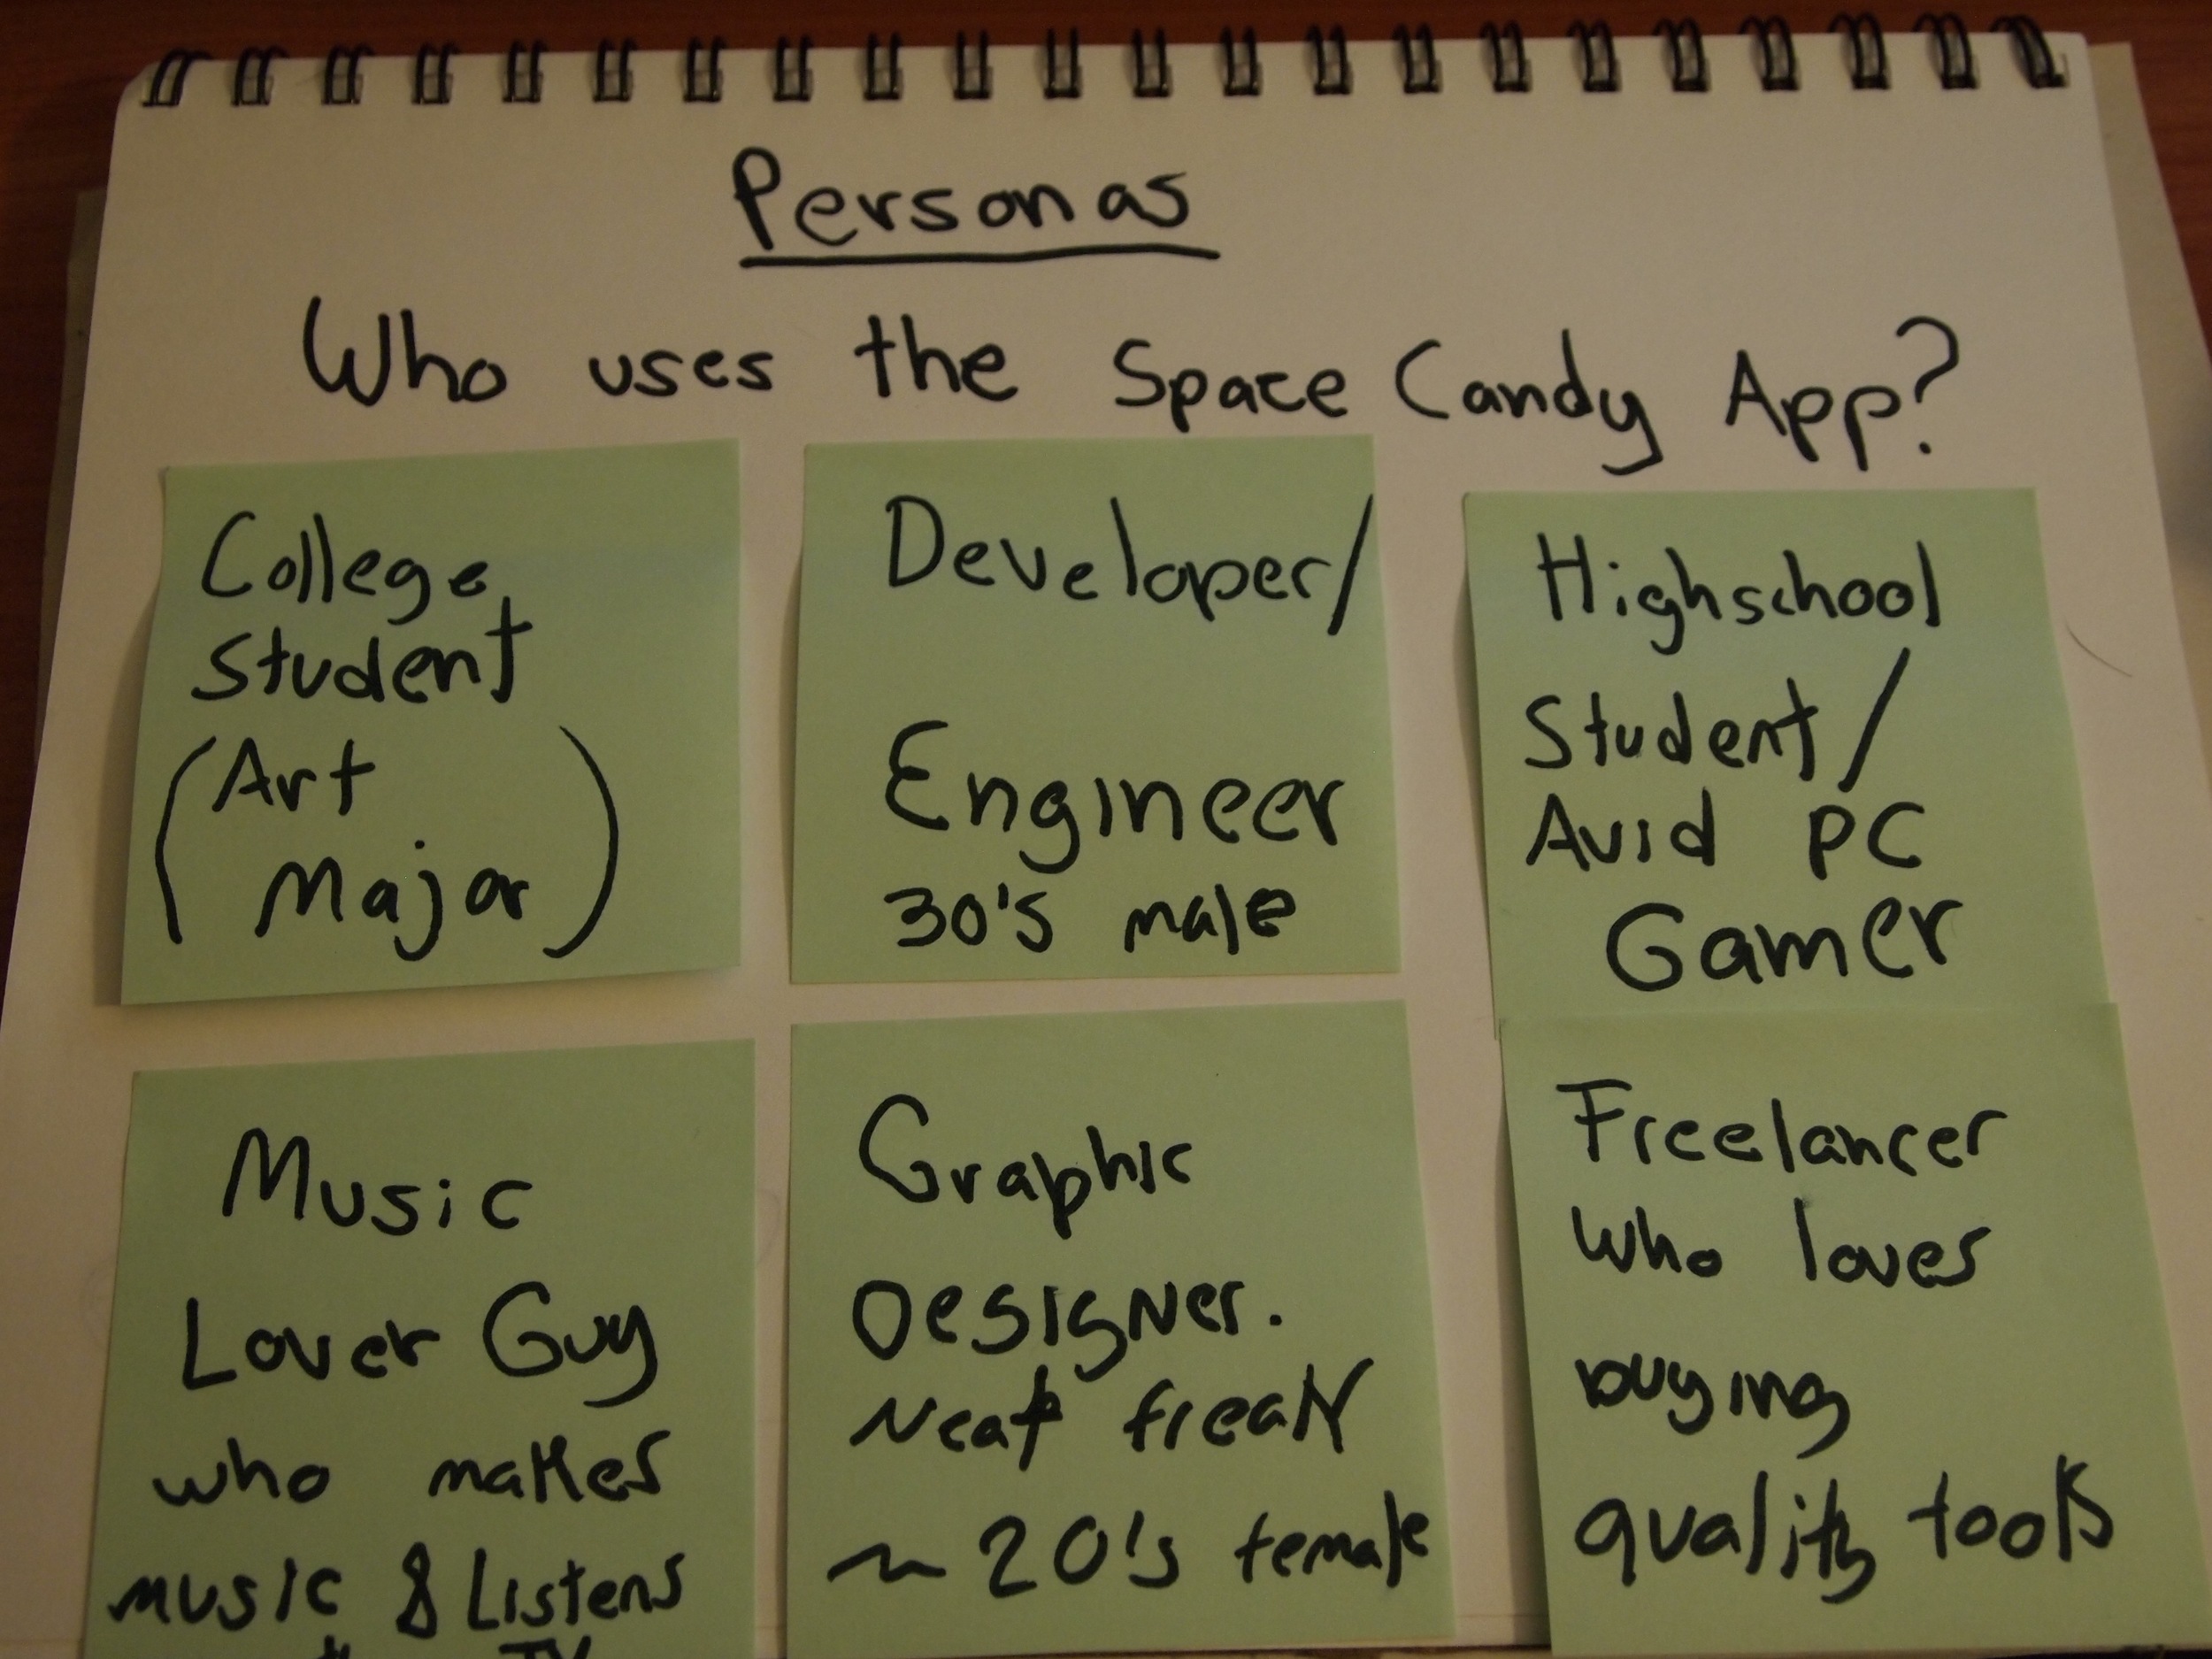 Personas
Who uses the Space Candy App?
College
Student
(Art
Major)
Developer/
Engineer
30's male
Highschool
Student/
Avid PC
Gamer
Music
Lover Guy
who makes
music & Listens
Graphic
Designer.
Neat freak
~ 20's female
Freelancer
Who loves
buying
quality tools